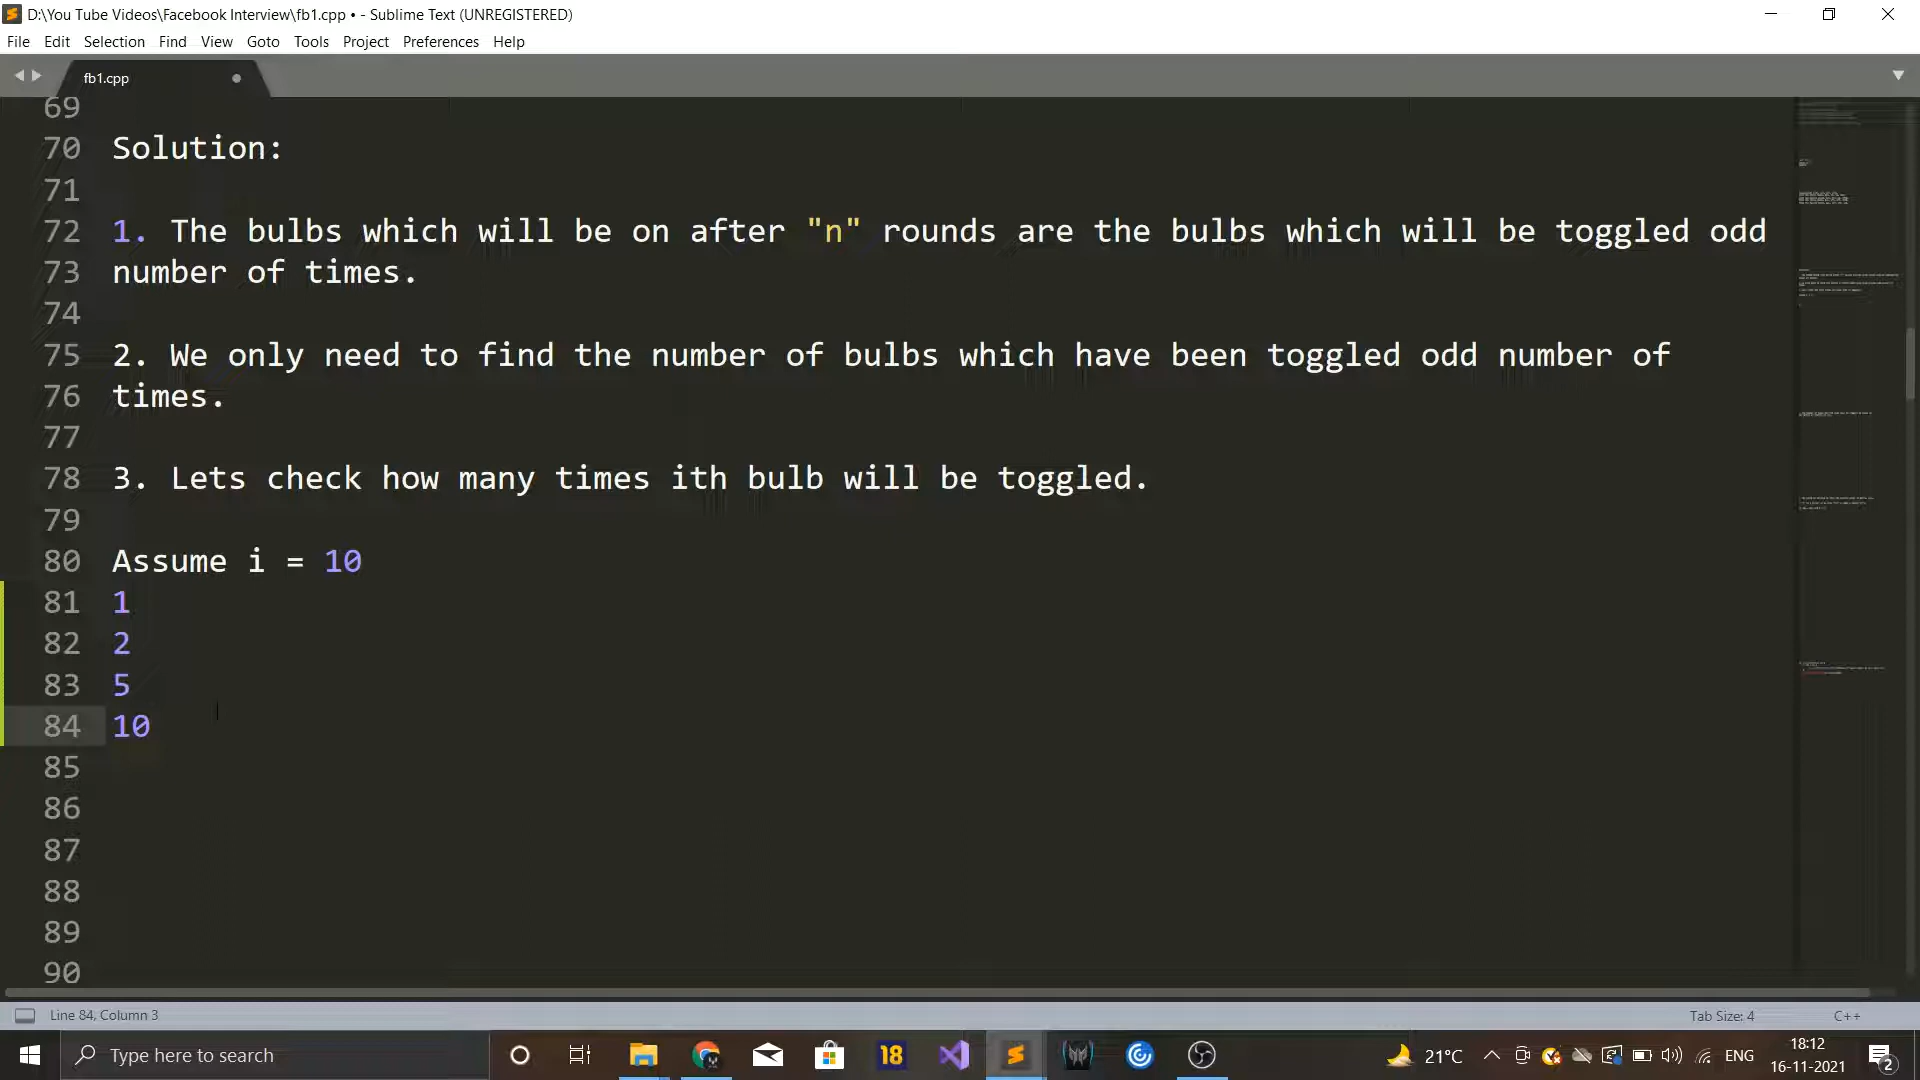 D:\You Tube Videos\Facebook Interview\fb1.cpp • - Sublime Text (UNREGISTERED)
File Edit Selection Find View Goto Tools Project Preferences Help
fb1.cpp
69
70 Solution:
71
72 1. The bulbs which will be on after "n" rounds are the bulbs which will be toggled odd
73 number of times.
74
75 2. We only need to find the number of bulbs which have been toggled odd number of
76 times.
77
78 3. Lets check how many times ith bulb will be toggled.
79
80 Assume i = 10
81 1
82 2
83 5
84 10
85
86
87
88
89
90
Line 84, Column 3 Tab Size: 4 C++
Type here to search 18 21°C ENG 18:12
16-11-2021 2